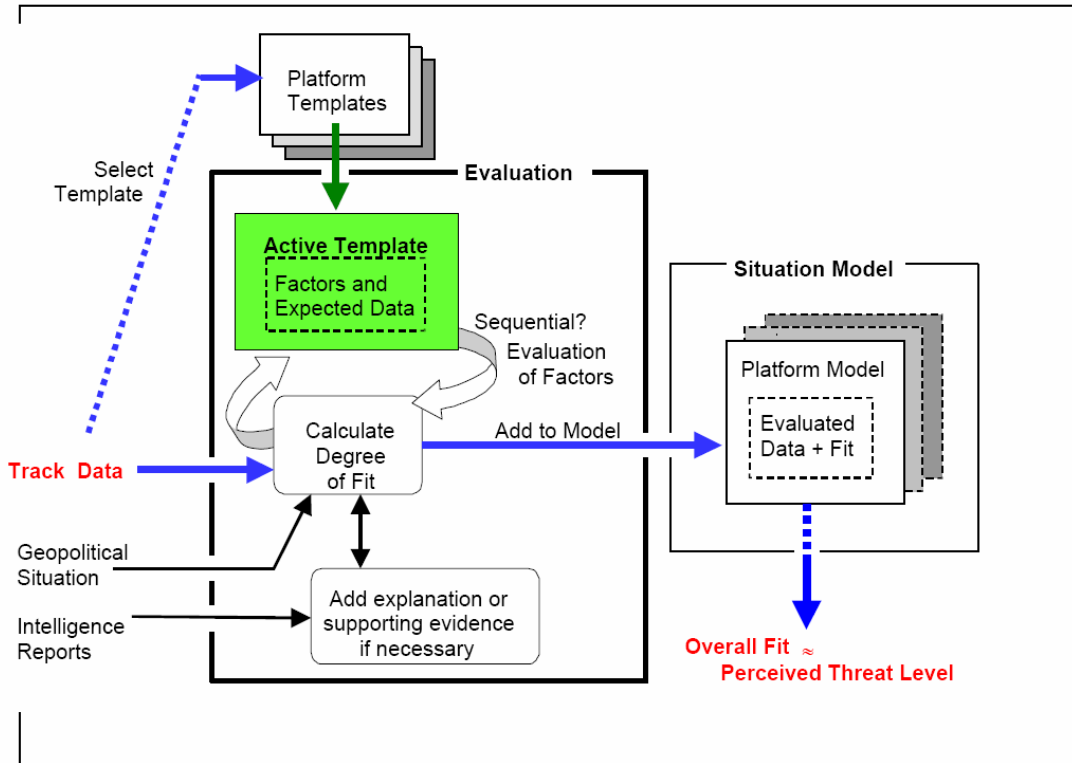 Platform
Templates
Select
Template
Evaluation
Active Template
Factors and
Expected Data
Sequential?
Evaluation
of Factors
Situation Model
Platform Model
Evaluated
Data + Fit
Calculate
Degree
of Fit
Add to Model
Track Data
Geopolitical
Situation
Add explanation or
supporting evidence
if necessary
Intelligence
Reports
Overall Fit ≈
Perceived Threat Level